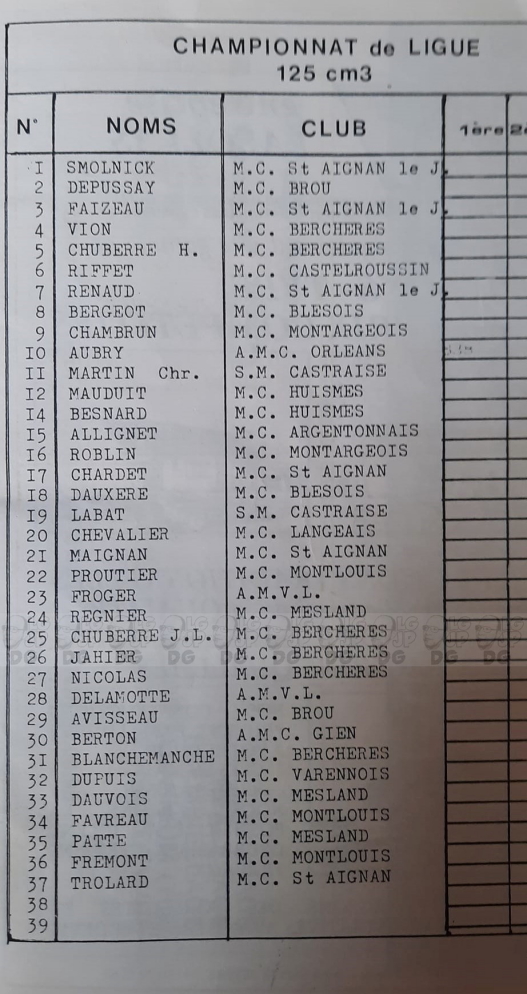 CHAMPIONNAT de LIGUE
125 cm3
N° NOMS CLUB 1ère
I SMOLNICK M.C. St AIGNAN le J.
2 DEPUSSAY M.C. BROU
3 FAIZEAU M.C. St AIGNAN le J.
4 VION M.C. BERCHERES
5 CHUBERRE H. M.C. BERCHERES
6 RIFFET M.C. CASTELROUSSIN
7 RENAUD M.C. St AIGNAN le J.
8 BERGEOT M.C. BLESOIS
9 CHAMBRUN M.C. MONTARGEOIS
IO AUBRY A.M.C. ORLEANS
II MARTIN Chr. S.M. CASTRAISE
I2 MAUDUIT M.C. HUISMES
I4 BESNARD M.C. HUISMES
I5 ALLIGNET M.C. ARGENTONNAIS
I6 ROBLIN M.C. MONTARGEOIS
I7 CHARDET M.C. St AIGNAN
I8 DAUXERE M.C. BLESOIS
I9 LABAT S.M. CASTRAISE
20 CHEVALIER M.C. LANGEAIS
2I MAIGNAN M.C. St AIGNAN
22 PROUTIER M.C. MONTLOUIS
23 FROGER A.M.V.L.
24 REGNIER M.C. MESLAND
25 CHUBERRE J.L. M.C. BERCHERES
26 JAHIER M.C. BERCHERES
27 NICOLAS M.C. BERCHERES
28 DELAMOTTE A.M.V.L.
29 AVISSEAU M.C. BROU
30 BERTON A.M.C. GIEN
3I BLANCHEMANCHE M.C. BERCHERES
32 DUPUIS M.C. VARENNOIS
33 DAUVOIS M.C. MESLAND
34 FAVREAU M.C. MONTLOUIS
35 PATTE M.C. MESLAND
36 FREMONT M.C. MONTLOUIS
37 TROLARD M.C. St AIGNAN
38
39